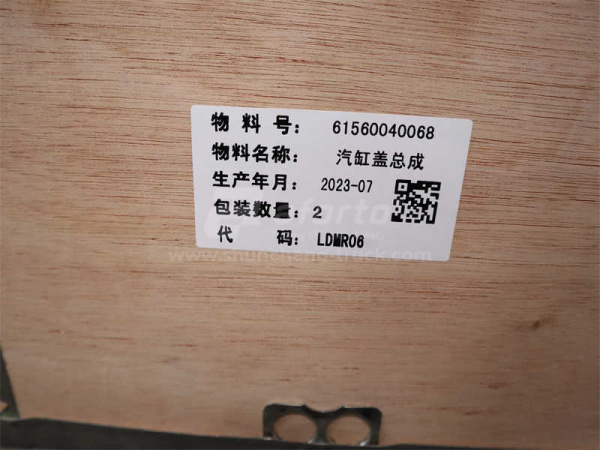 物料号: 61560040068
物料名称: 汽缸盖总成
生产年月: 2023-07
包装数量: 2
代码: LDMR06